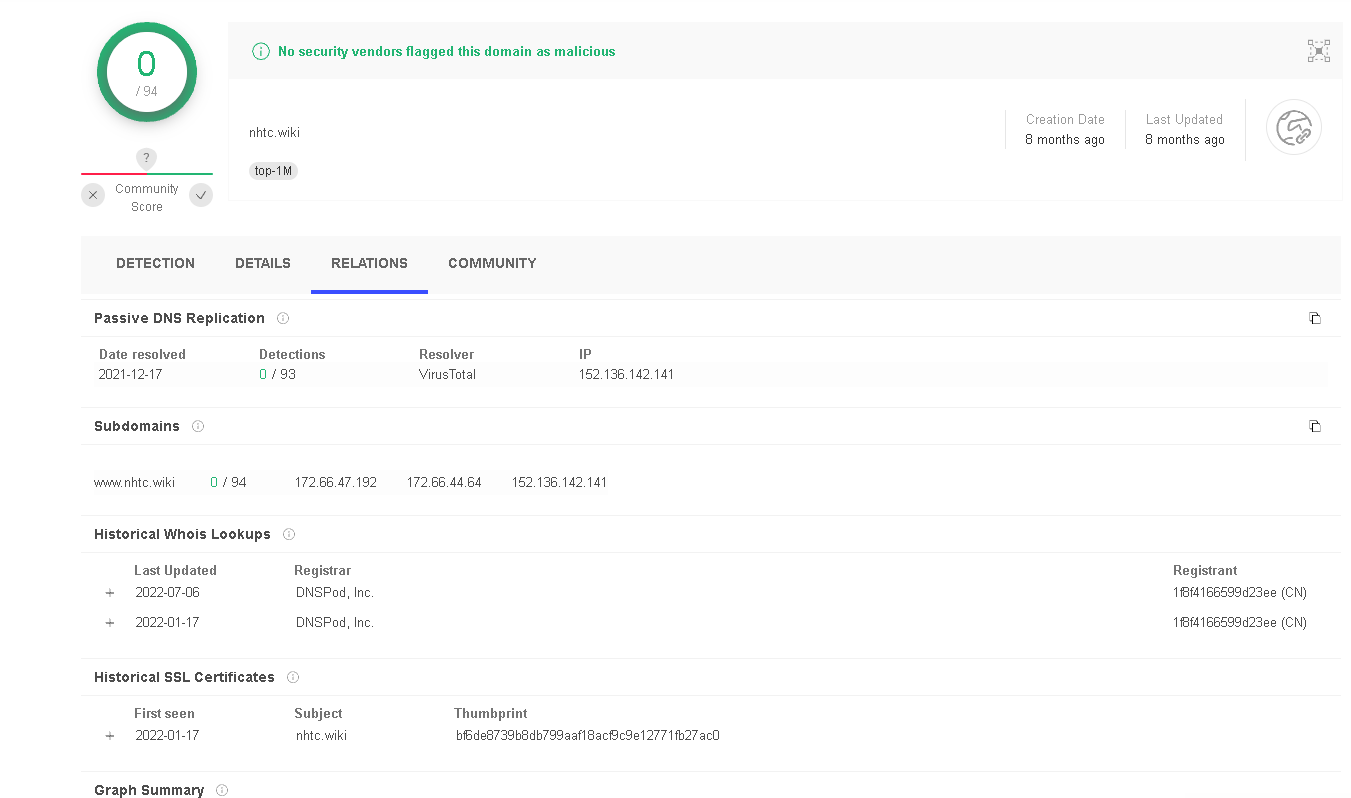 0
/ 94
No security vendors flagged this domain as malicious
nhtc.wiki
top-1M
Creation Date
8 months ago
Last Updated
8 months ago
?
Community
Score
DETECTION DETAILS RELATIONS COMMUNITY
Passive DNS Replication
Date resolved Detections Resolver IP
2021-12-17 0 / 93 VirusTotal 152.136.142.141
Subdomains
www.nhtc.wiki 0 / 94 172.66.47.192 172.66.44.64 152.136.142.141
Historical Whois Lookups
Last Updated Registrar Registrant
+ 2022-07-06 DNSPod, Inc. 1f8f4166599d23ee (CN)
+ 2022-01-17 DNSPod, Inc. 1f8f4166599d23ee (CN)
Historical SSL Certificates
First seen Subject Thumbprint
+ 2022-01-17 nhtc.wiki bf6de8739b8db799aaf18acf9c9e12771fb27ac0
Graph Summary